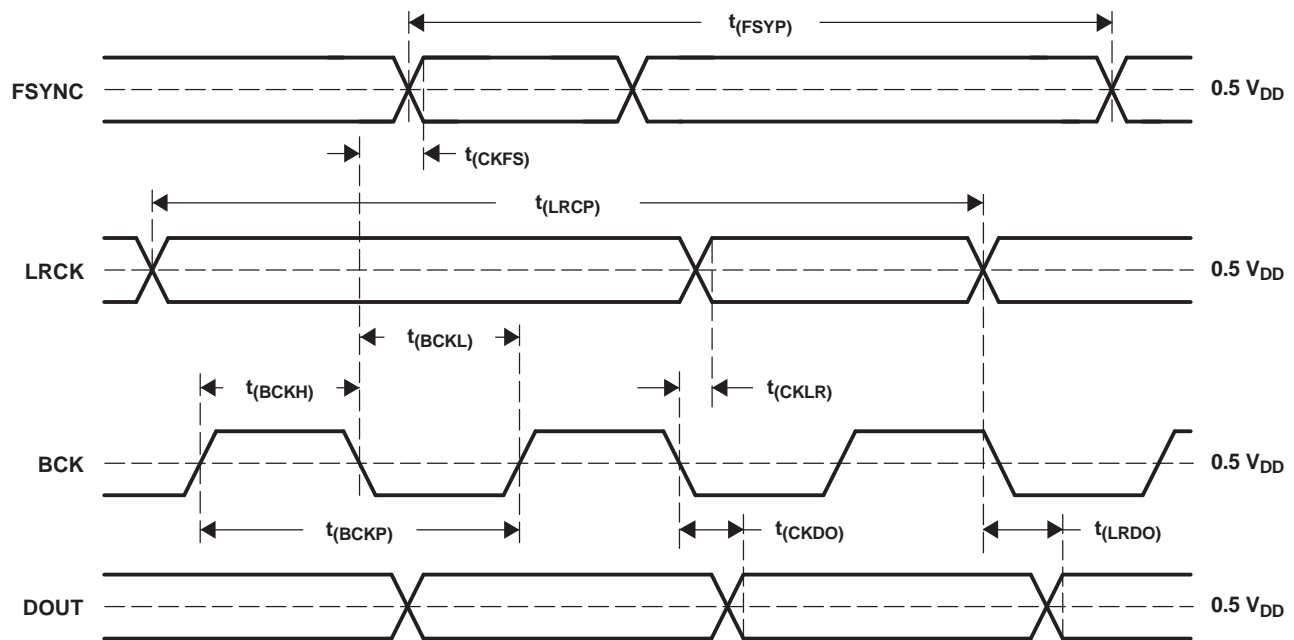 t(FSYP)
FSYNC
0.5 VDD
t(CKFS)
t(LRCP)
LRCK
0.5 VDD
t(BCKL)
t(BCKH)
t(CKLR)
BCK
0.5 VDD
t(BCKP)
t(CKDO)
t(LRDO)
DOUT
0.5 VDD